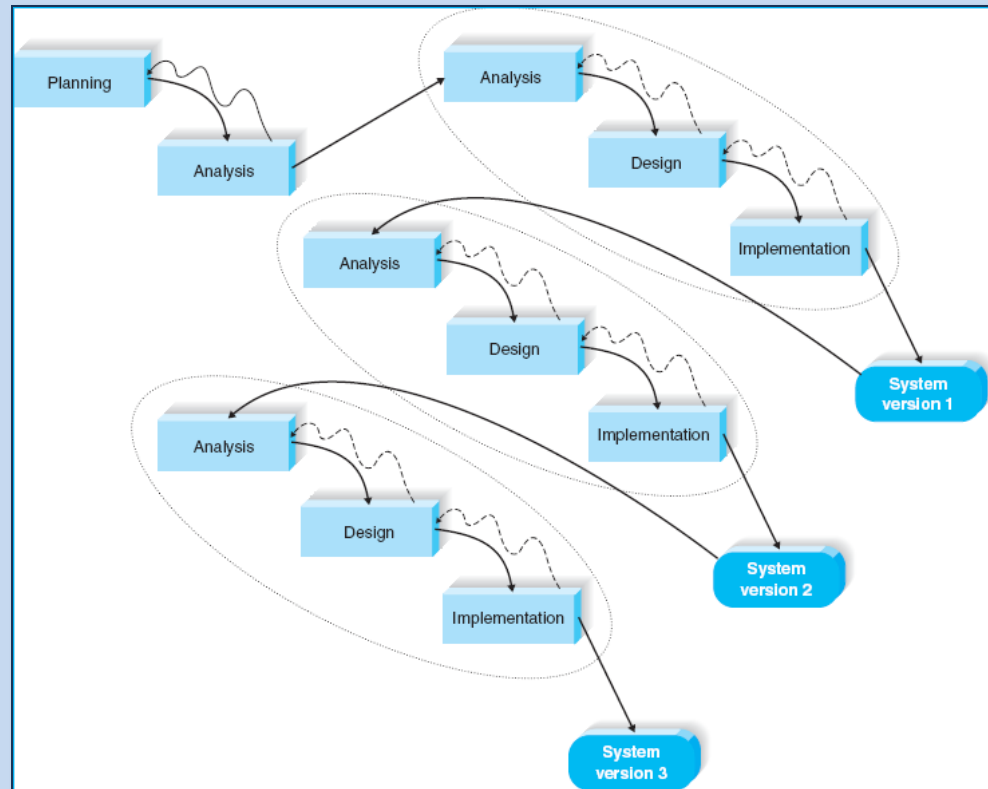 Planning
Analysis
Analysis
Design
Implementation
Analysis
Design
Implementation
System
version 1
Analysis
Design
Implementation
System
version 2
System
version 3